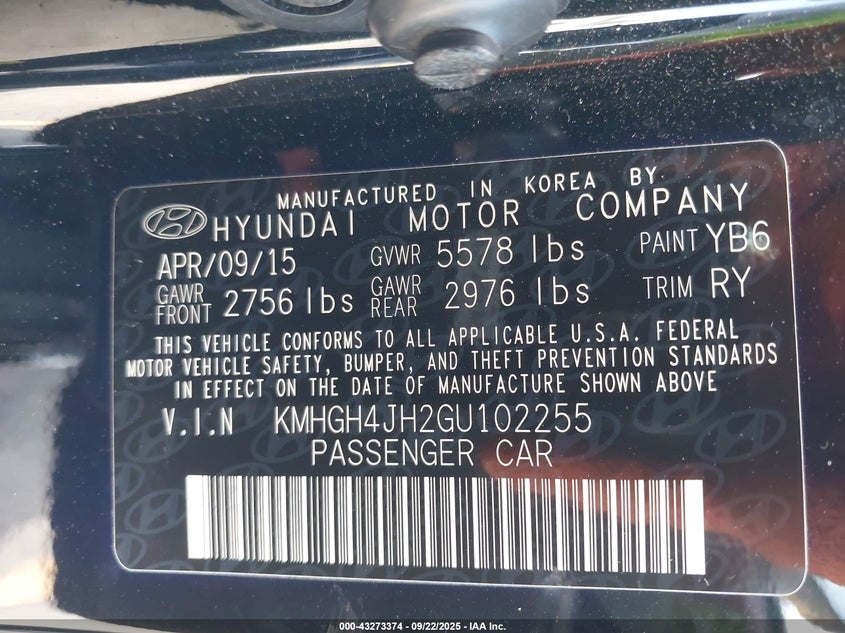 MANUFACTURED IN KOREA BY
HYUNDAI MOTOR COMPANY
APR/09/15 GVWR 5578 lbs PAINT YB6
GAWR FRONT 2756 lbs GAWR REAR 2976 lbs TRIM RY
THIS VEHICLE CONFORMS TO ALL APPLICABLE U.S.A. FEDERAL
MOTOR VEHICLE SAFETY, BUMPER, AND THEFT PREVENTION STANDARDS
IN EFFECT ON THE DATE OF MANUFACTURE SHOWN ABOVE
V.I.N KMHGH4JH2GU102255
PASSENGER CAR
000-43273374 - 09/22/2025 - IAA Inc.